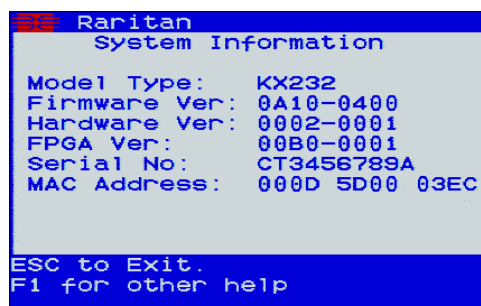 Raritan
System Information
Model Type: KX232
Firmware Ver: 0A10-0400
Hardware Ver: 0002-0001
FPGA Ver: 00B0-0001
Serial No: CT3456789A
MAC Address: 000D 5D00 03EC
ESC to Exit.
F1 for other help